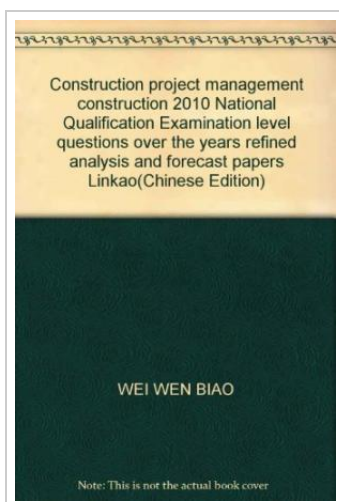 Construction project management
construction 2010 National
Qualification Examination level
questions over the years refined
analysis and forecast papers
Linkao(Chinese Edition)
WEI WEN BIAO
Note: This is not the actual book cover